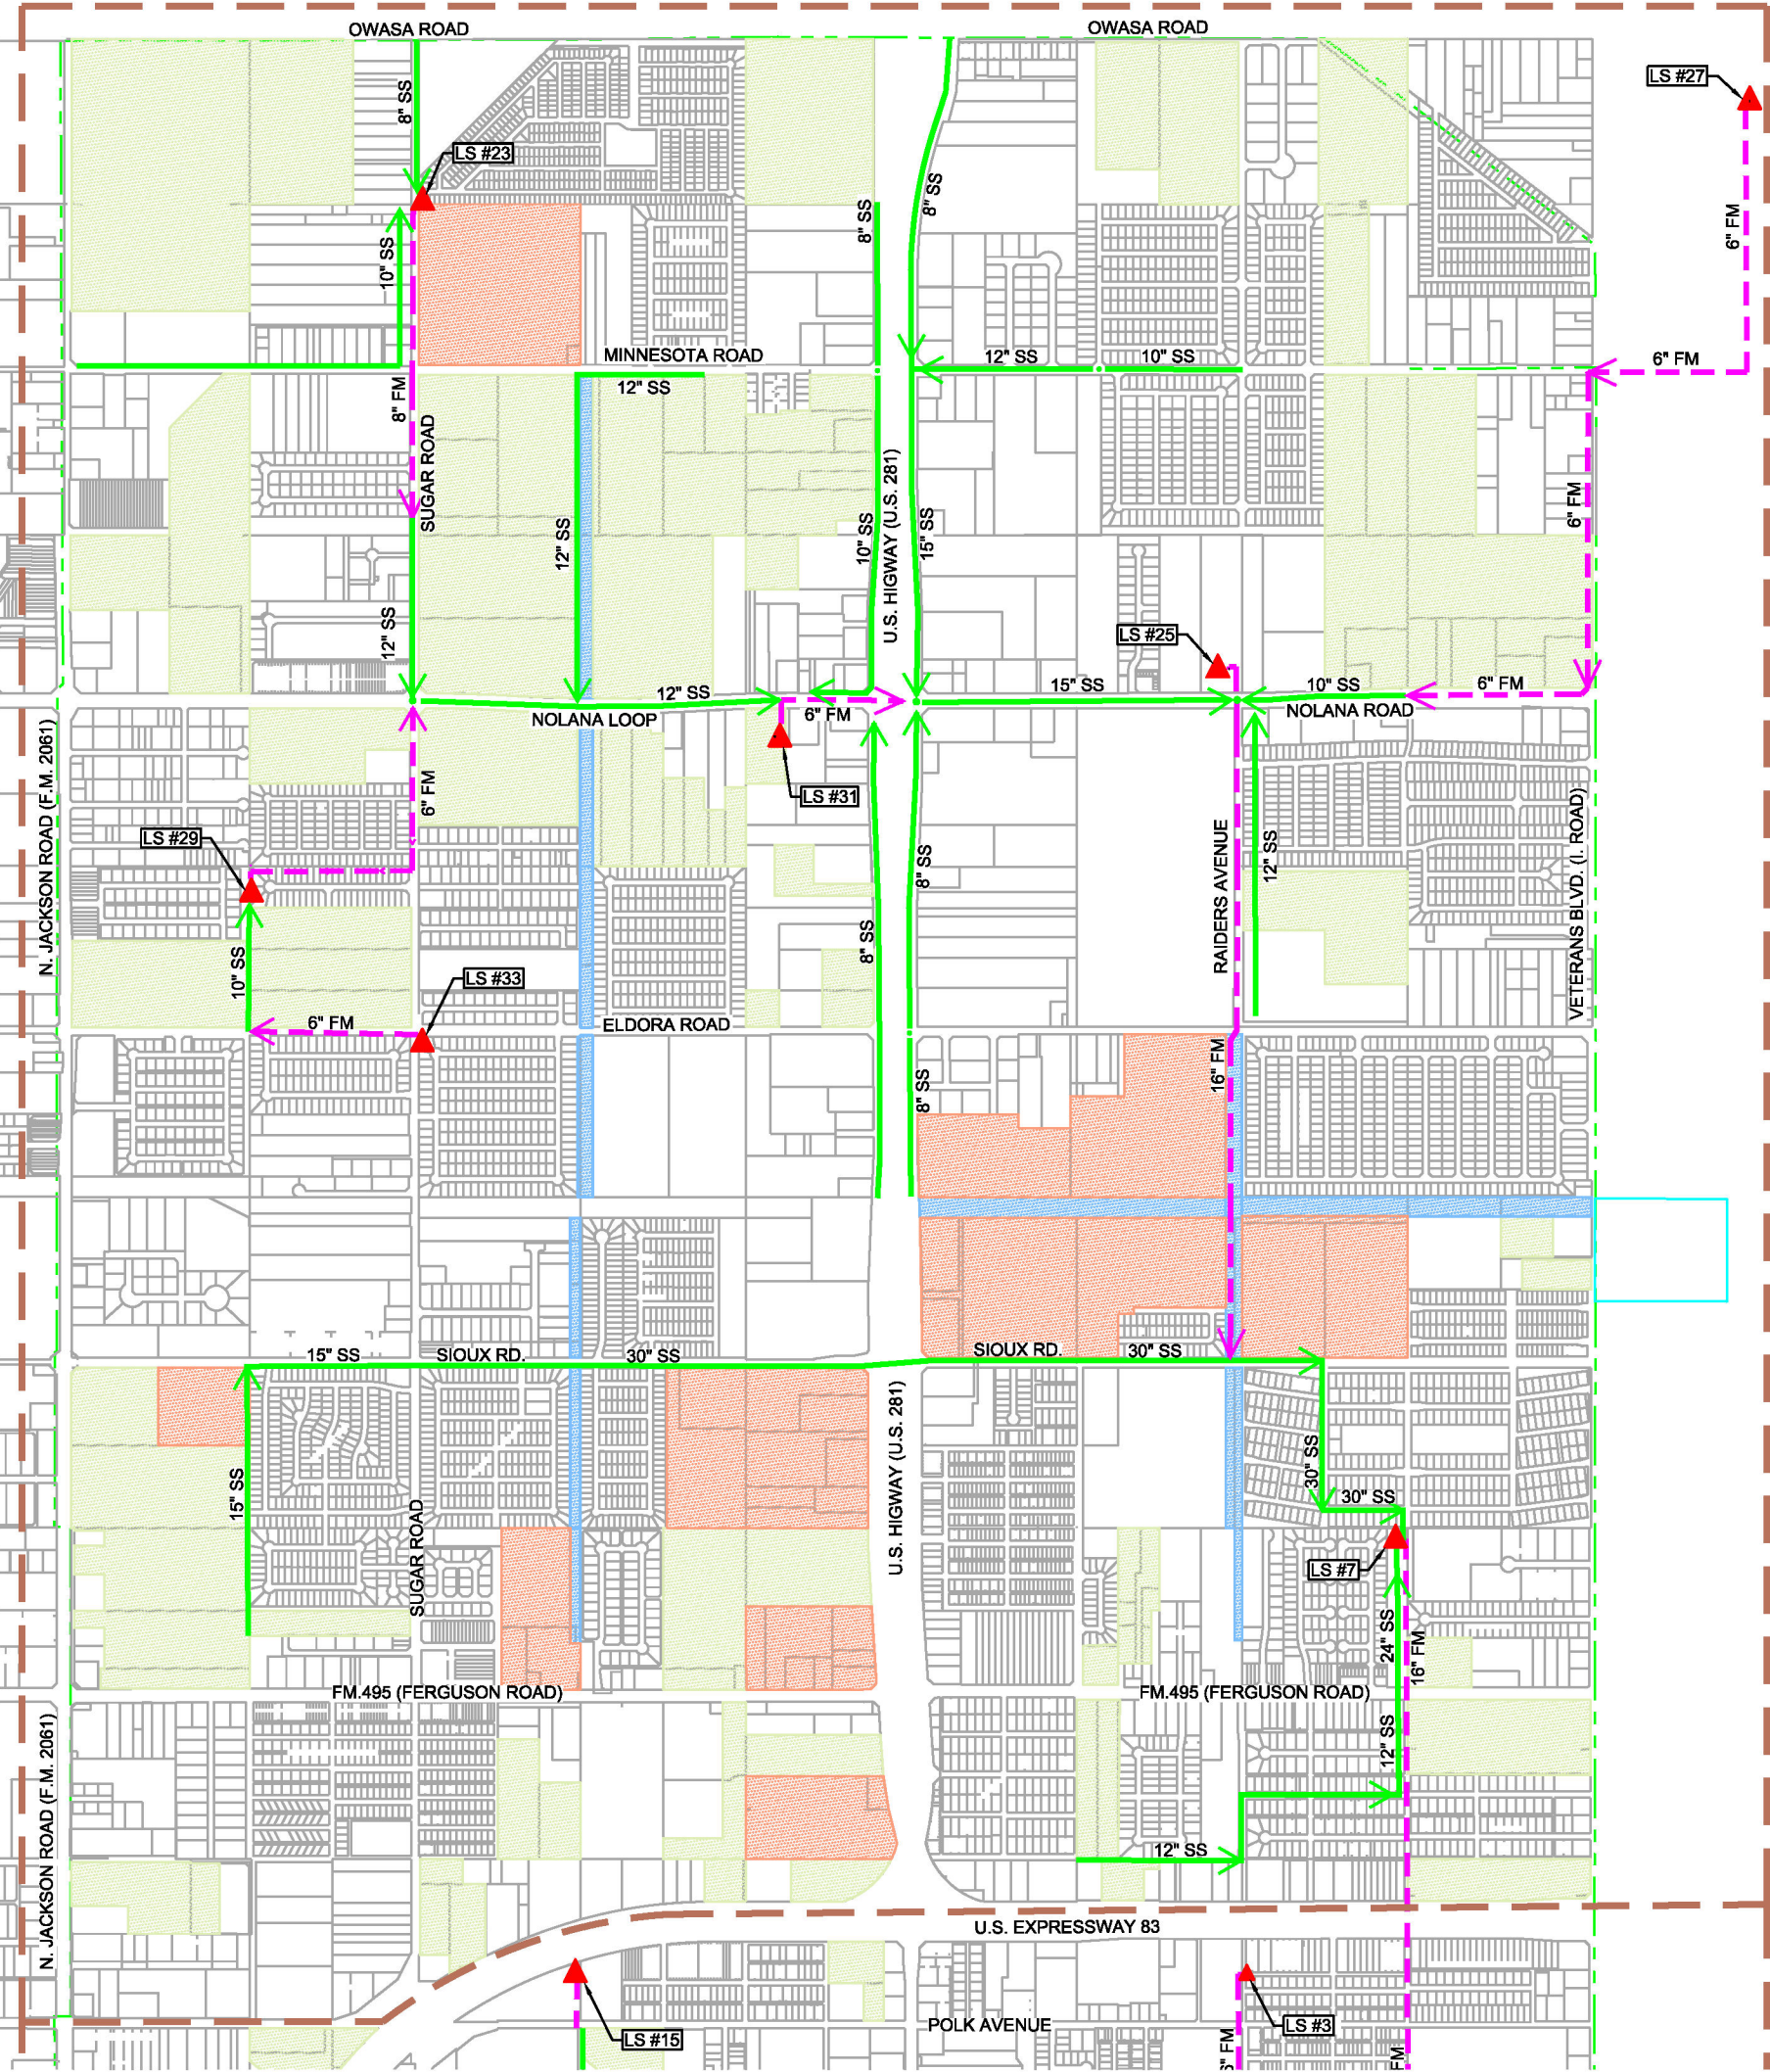 OWASA ROAD
OWASA ROAD
LS #27
8" SS
LS #23
8" SS
8" SS
6" FM
10" SS
MINNESOTA ROAD
12" SS
10" SS
6" FM
12" SS
8" FM
SUGAR ROAD
U.S. HIGWAY (U.S. 281)
6" FM
12" SS
10" SS
15" SS
12" SS
LS #25
12" SS
15" SS
10" SS
6" FM
NOLANA LOOP
6" FM
NOLANA ROAD
6" FM
LS #31
N. JACKSON ROAD (F.M. 2061)
LS #29
8" SS
RAIDERS AVENUE
12" SS
VETERANS BLVD. (I. ROAD)
10" SS
8" SS
LS #33
6" FM
ELDORA ROAD
8" SS
16" FM
15" SS
SIOUX RD.
30" SS
SIOUX RD.
30" SS
U.S. HIGWAY (U.S. 281)
15" SS
30" SS
30" SS
SUGAR ROAD
LS #7
24" SS
16" FM
FM.495 (FERGUSON ROAD)
FM.495 (FERGUSON ROAD)
12" SS
N. JACKSON ROAD (F.M. 2061)
12" SS
U.S. EXPRESSWAY 83
POLK AVENUE
LS #3
LS #15
6" FM
FM